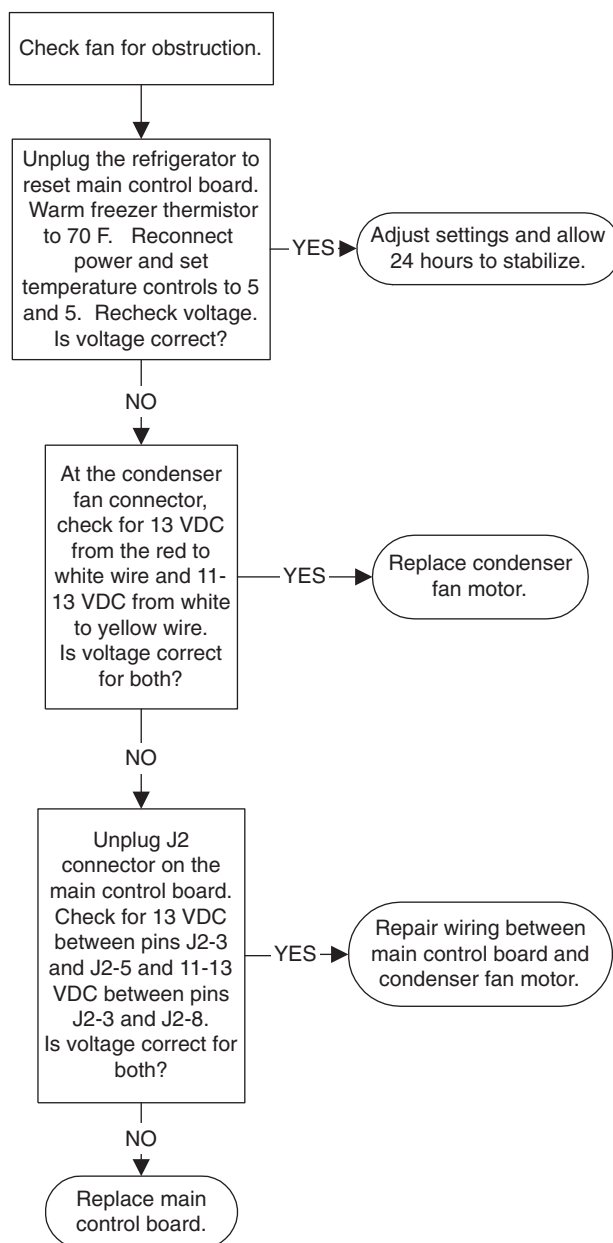 Check fan for obstruction.
Unplug the refrigerator to
reset main control board.
Warm freezer thermistor
to 70 F. Reconnect
power and set
temperature controls to 5
and 5. Recheck voltage.
Is voltage correct?
YES
Adjust settings and allow
24 hours to stabilize.
NO
At the condenser
fan connector,
check for 13 VDC
from the red to
white wire and 11-
13 VDC from white
to yellow wire.
Is voltage correct
for both?
YES
Replace condenser
fan motor.
NO
Unplug J2
connector on the
main control board.
Check for 13 VDC
between pins J2-3
and J2-5 and 11-13
VDC between pins
J2-3 and J2-8.
Is voltage correct for
both?
YES
Repair wiring between
main control board and
condenser fan motor.
NO
Replace main
control board.